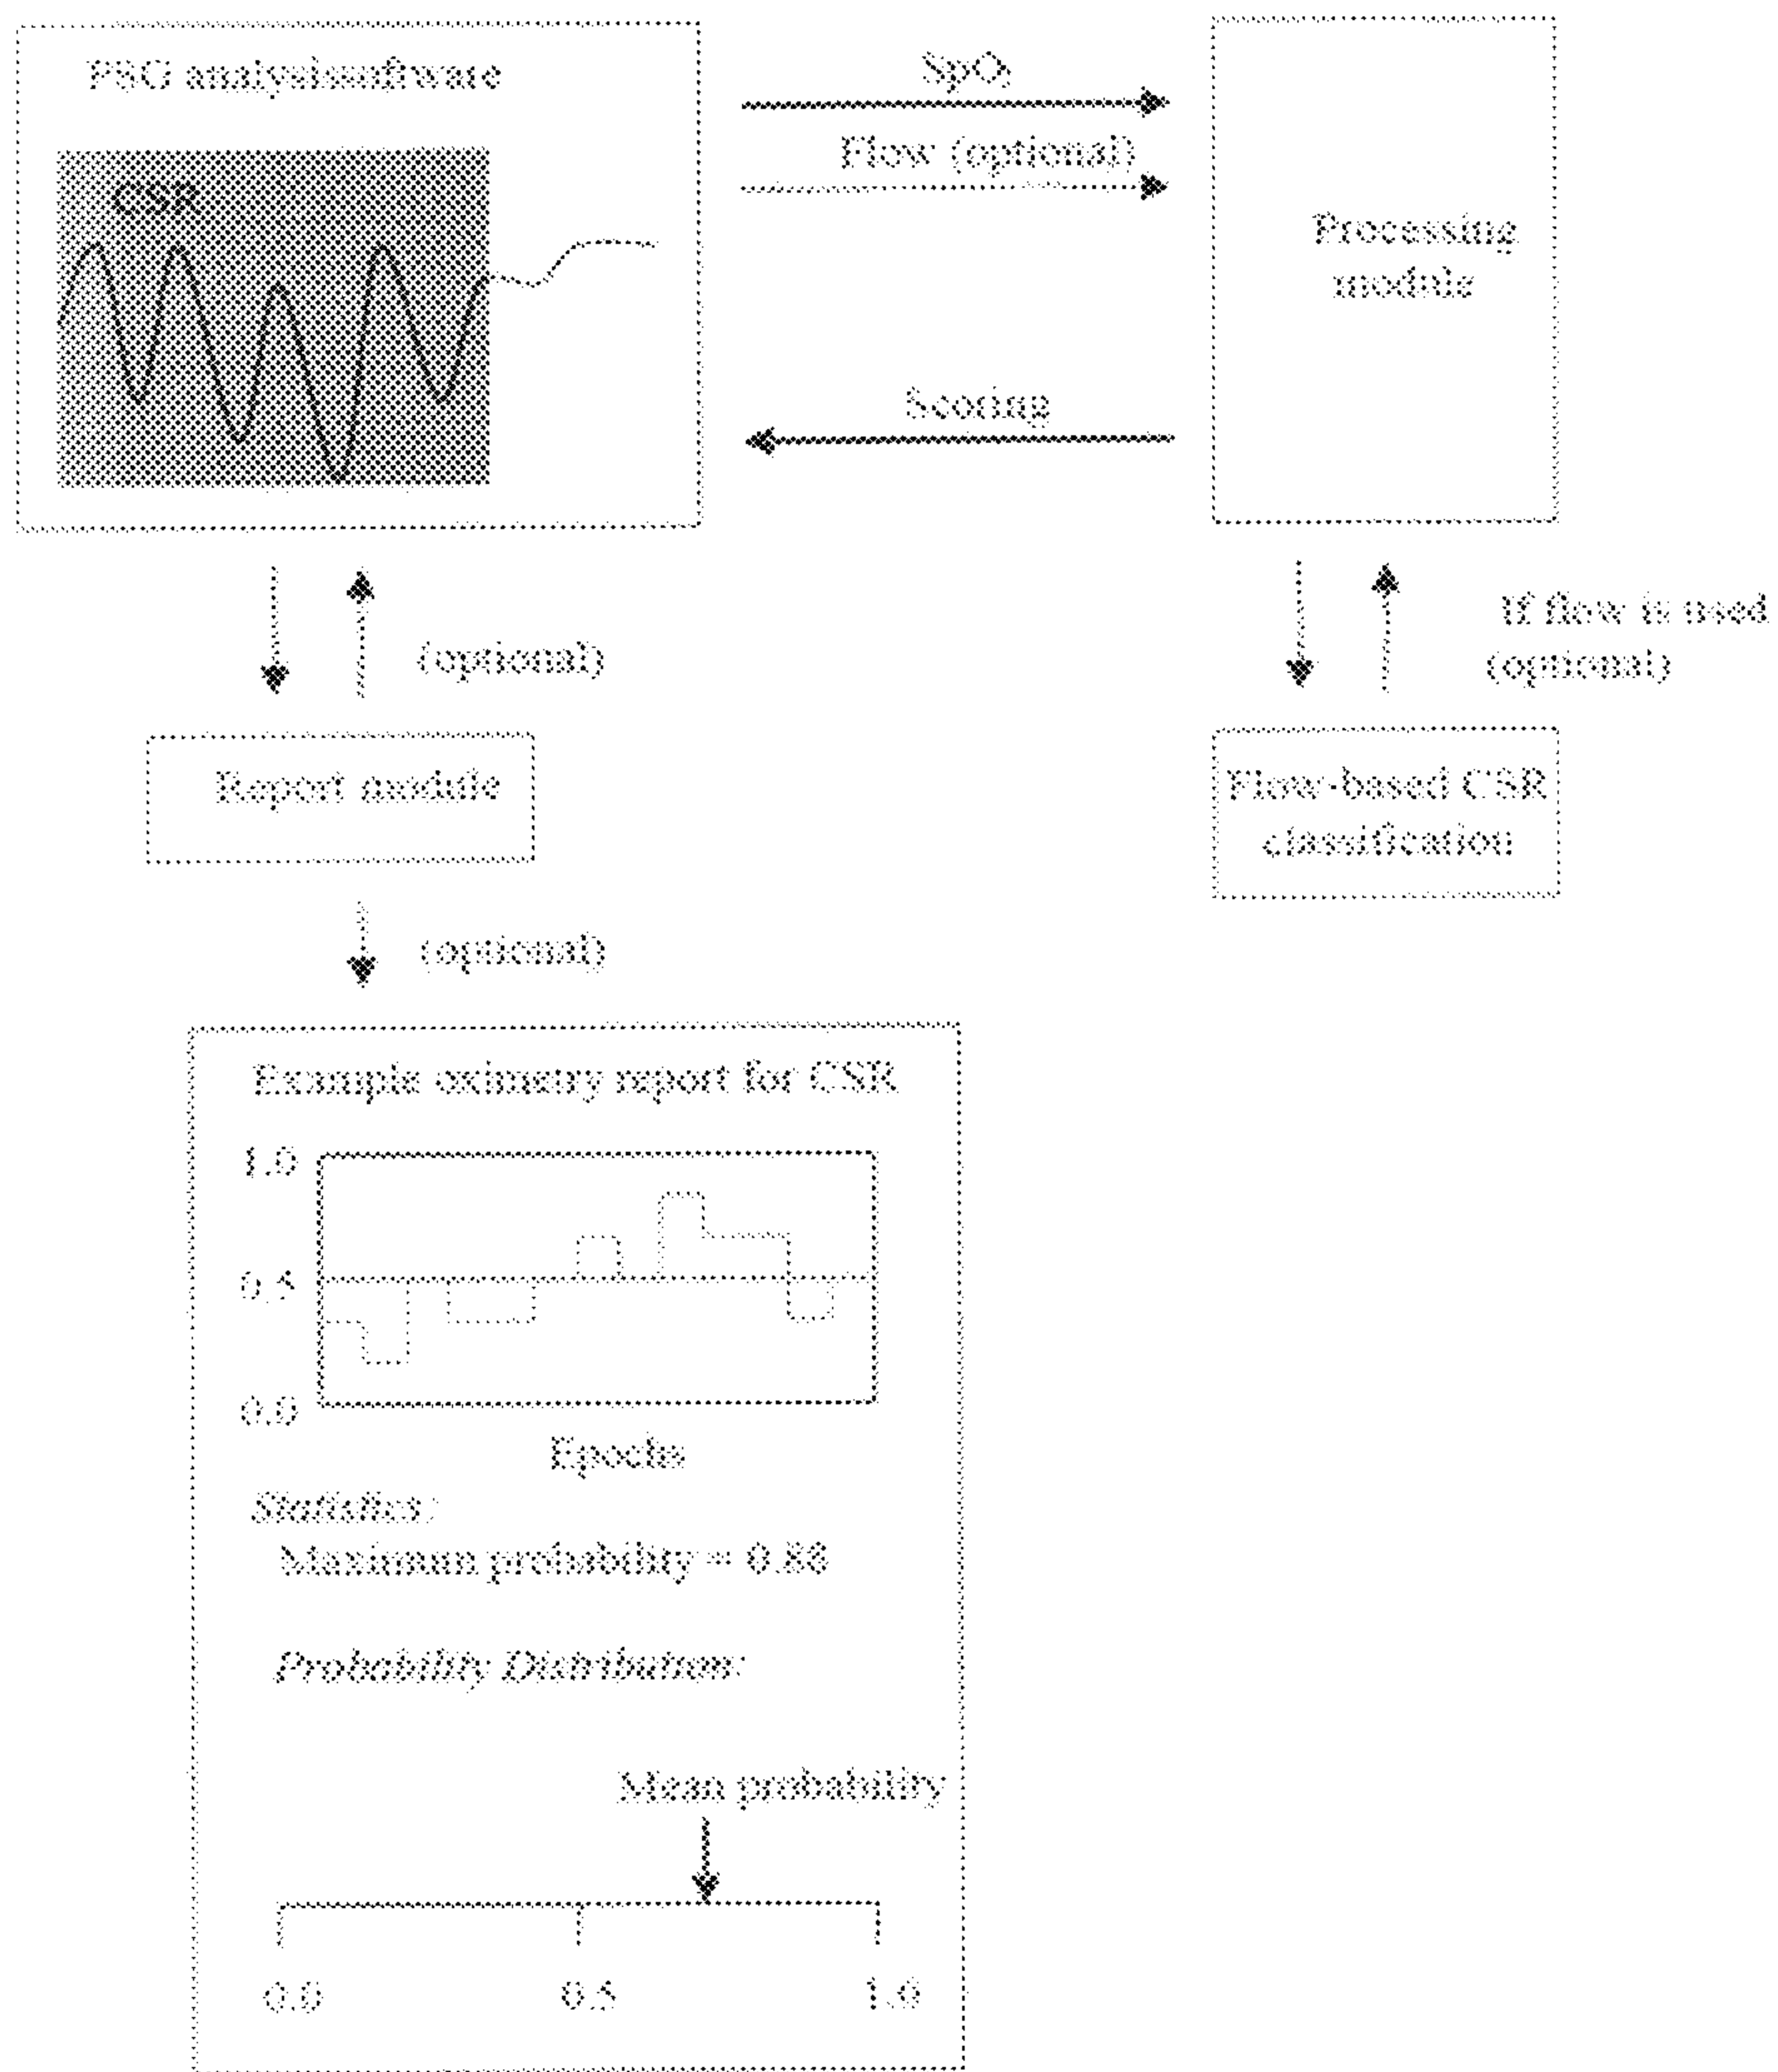 PSG analysissoftware
CSR
SpO₂
Flow (optional)
Processing
module
Scoring
(optional)
If flow is used
(optional)
Report module
Flow-based CSR
classification
(optional)
Example oximetry report for CSR
1.0
0.5
0.0
Epochs
Statistics:
Maximum probability = 0.88
Probability Distribution:
Mean probability
0.0 0.5 1.0